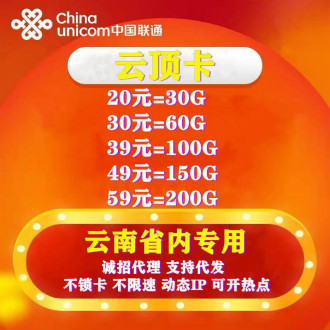 China
unicom中国联通
云顶卡
20元=30G
30元=60G
39元=100G
49元=150G
59元=200G
云南省内专用
诚招代理 支持代发
不锁卡 不限速 动态IP 可开热点